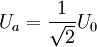 U_a = \frac{1}{\sqrt{2}} U_0